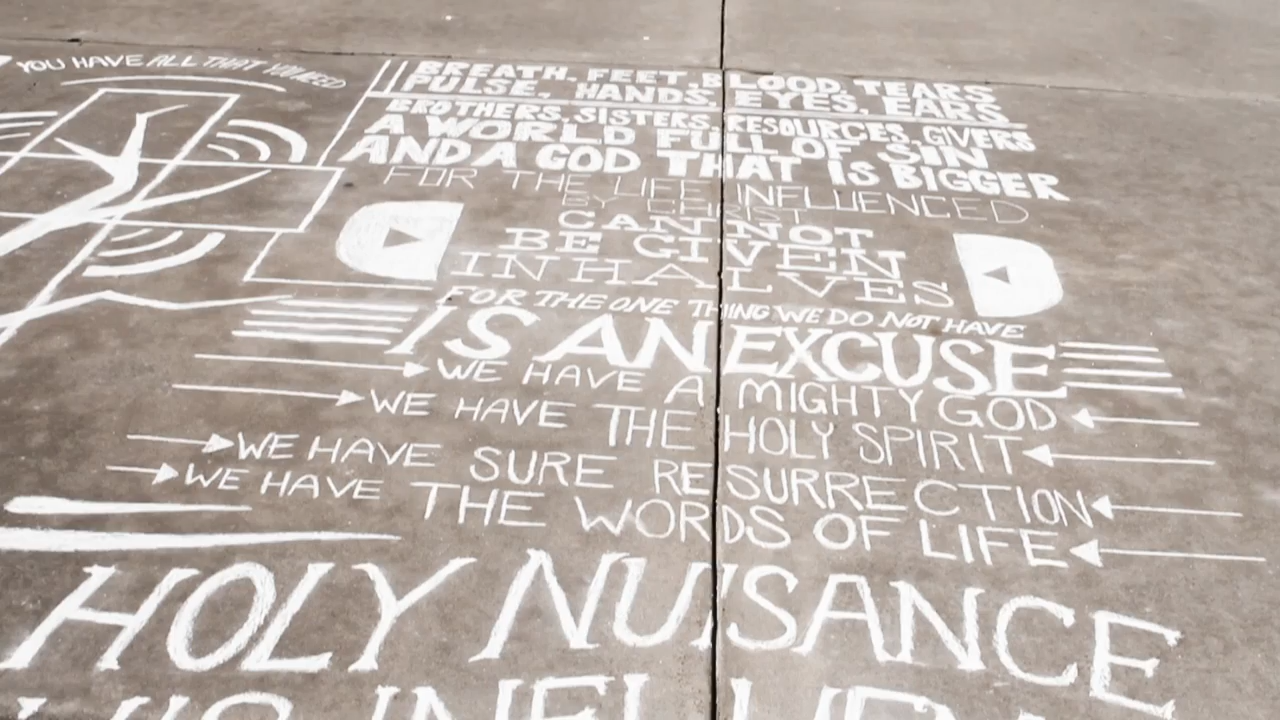 YOU HAVE ALL THAT YOU NEED
BREATH. FEET, BLOOD, TEARS
PULSE, HANDS, EYES, EARS
BROTHERS, SISTERS, RESOURCES, GIVERS
A WORLD FULL OF SIN
AND A GOD THAT IS BIGGER
FOR THE LIFE INFLUENCED
BY CHRIST
CANNOT
BE GIVEN
IN HALVES
FOR THE ONE THING WE DO NOT HAVE
IS AN EXCUSE
WE HAVE A MIGHTY GOD
WE HAVE THE HOLY SPIRIT
WE HAVE SURE RESURRECTION
WE HAVE THE WORDS OF LIFE
HOLY NUISANCE